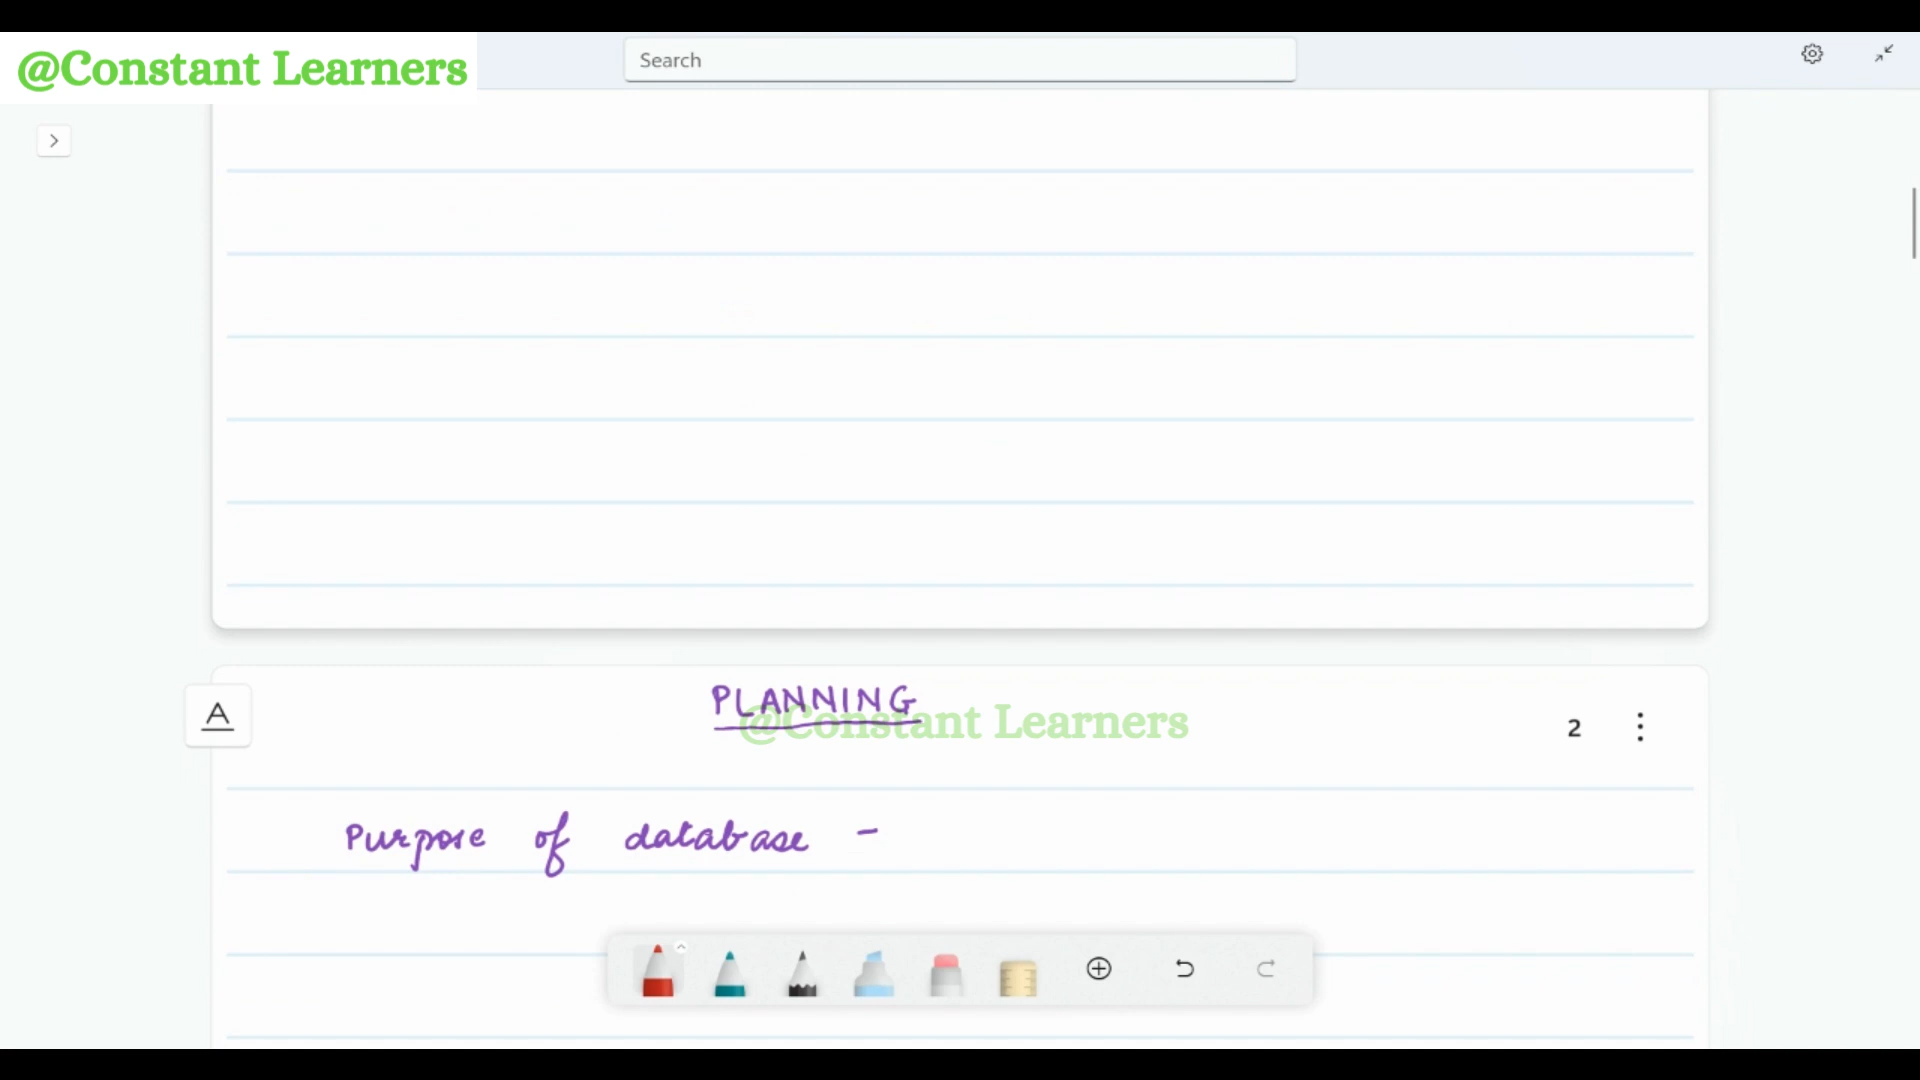 @Constant Learners
Search
PLANNING
@Constant Learners
2
Purpose of database -
A